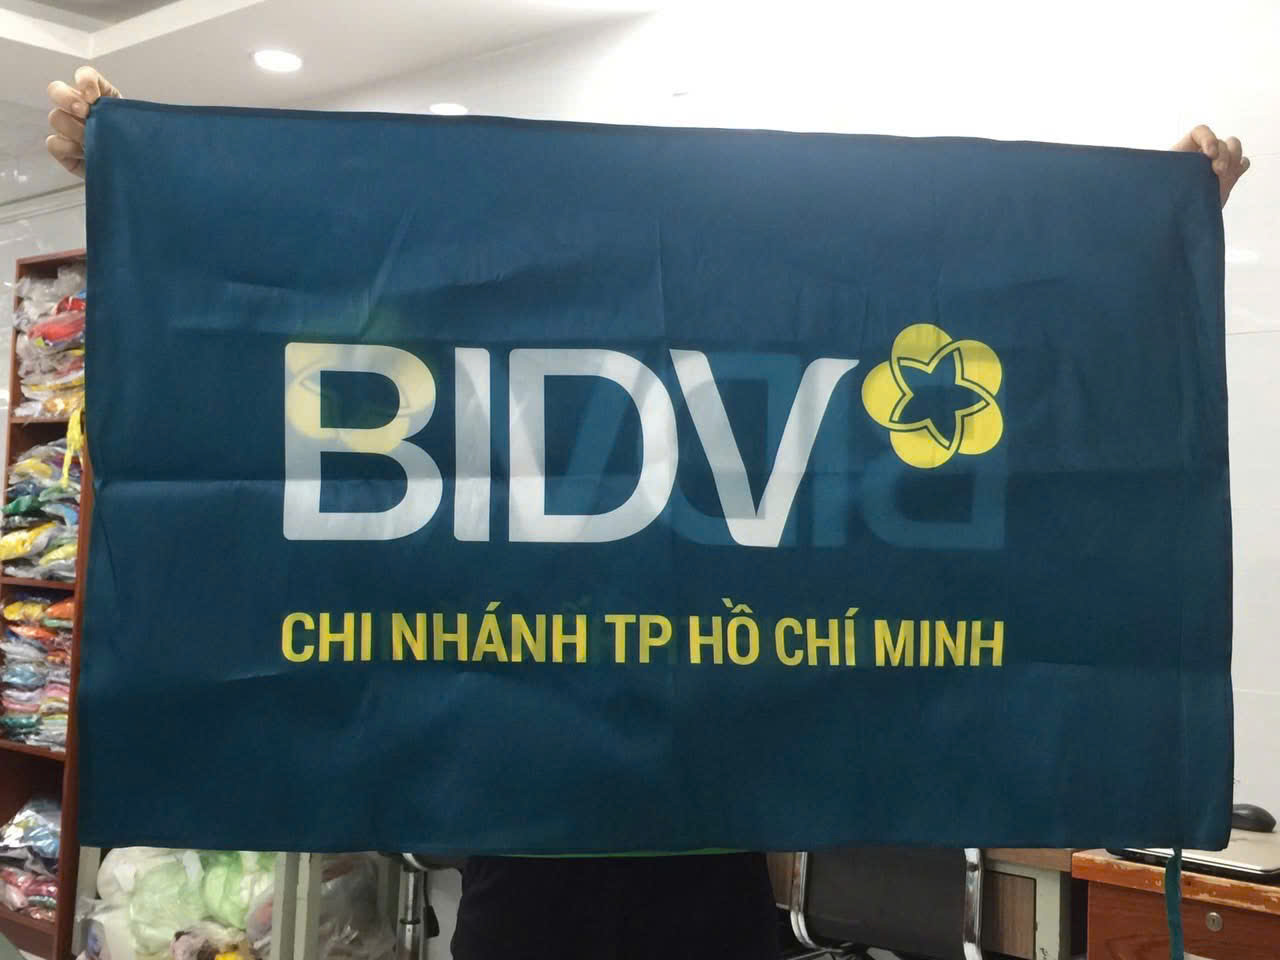 BIDV
CHI NHÁNH TP HỒ CHÍ MINH